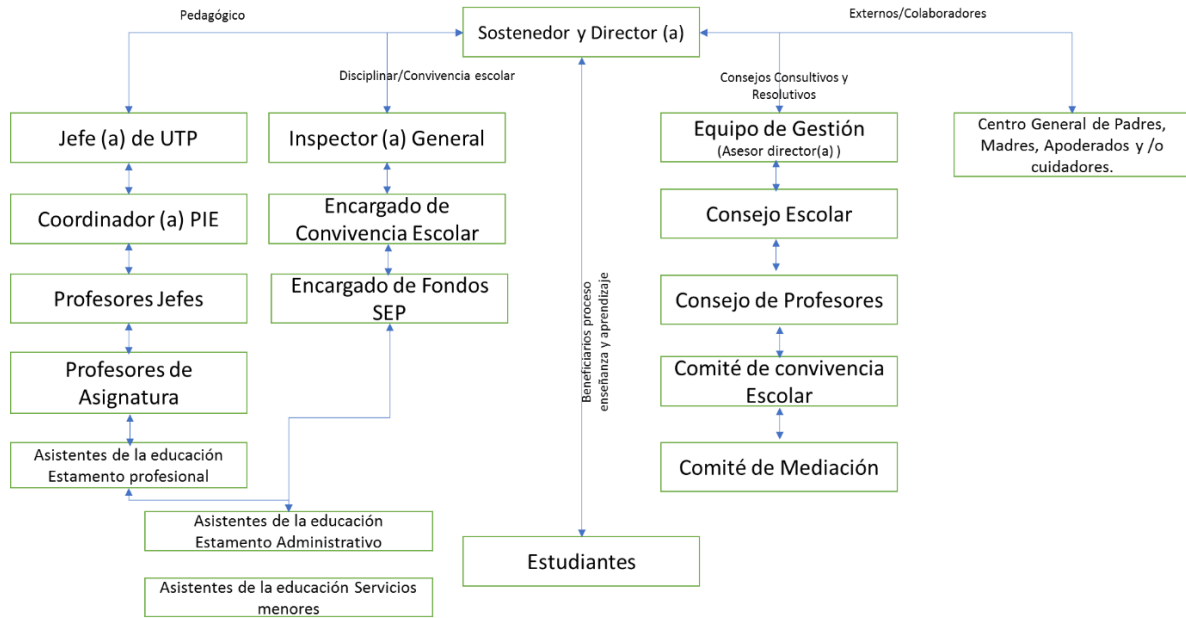 Pedagógico
Externos/Colaboradores
Sostenedor y Director (a)
Disciplinar/Convivencia escolar
Consejos Consultivos y
Resolutivos
Jefe (a) de UTP
Inspector (a) General
Equipo de Gestión
(Asesor director(a) )
Centro General de Padres,
Madres, Apoderados y /o
cuidadores.
Coordinador (a) PIE
Encargado de
Convivencia Escolar
Consejo Escolar
Profesores Jefes
Encargado de Fondos
SEP
Consejo de Profesores
Beneficiarios proceso
enseñanza y aprendizaje
Profesores de
Asignatura
Comité de convivencia
Escolar
Asistentes de la educación
Estamento profesional
Comité de Mediación
Asistentes de la educación
Estamento Administrativo
Estudiantes
Asistentes de la educación Servicios
menores